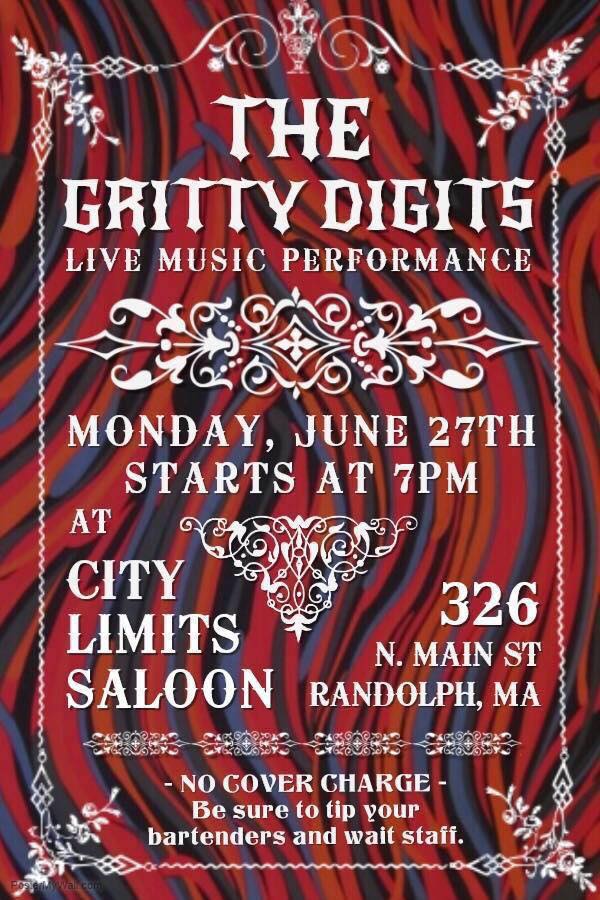 THE
GRITTY DIGITS
LIVE MUSIC PERFORMANCE
MONDAY, JUNE 27TH
STARTS AT 7PM
AT
CITY
LIMITS
SALOON
326
N. MAIN ST
RANDOLPH, MA
- NO COVER CHARGE -
Be sure to tip your
bartenders and wait staff.
PosterMyWall.com